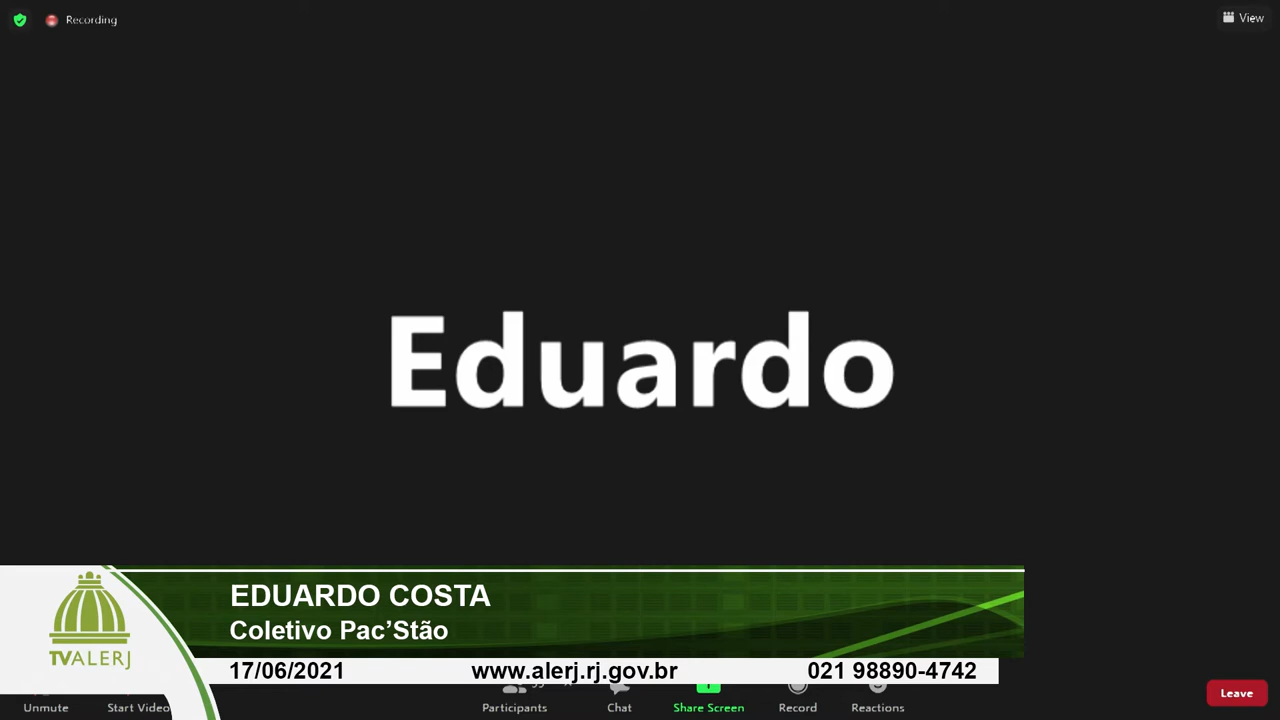 Recording
View
Eduardo
EDUARDO COSTA
Coletivo Pac’Stão
TVALERJ
17/06/2021 www.alerj.rj.gov.br 021 98890-4742
Unmute Start Video Participants Chat Share Screen Record Reactions Leave